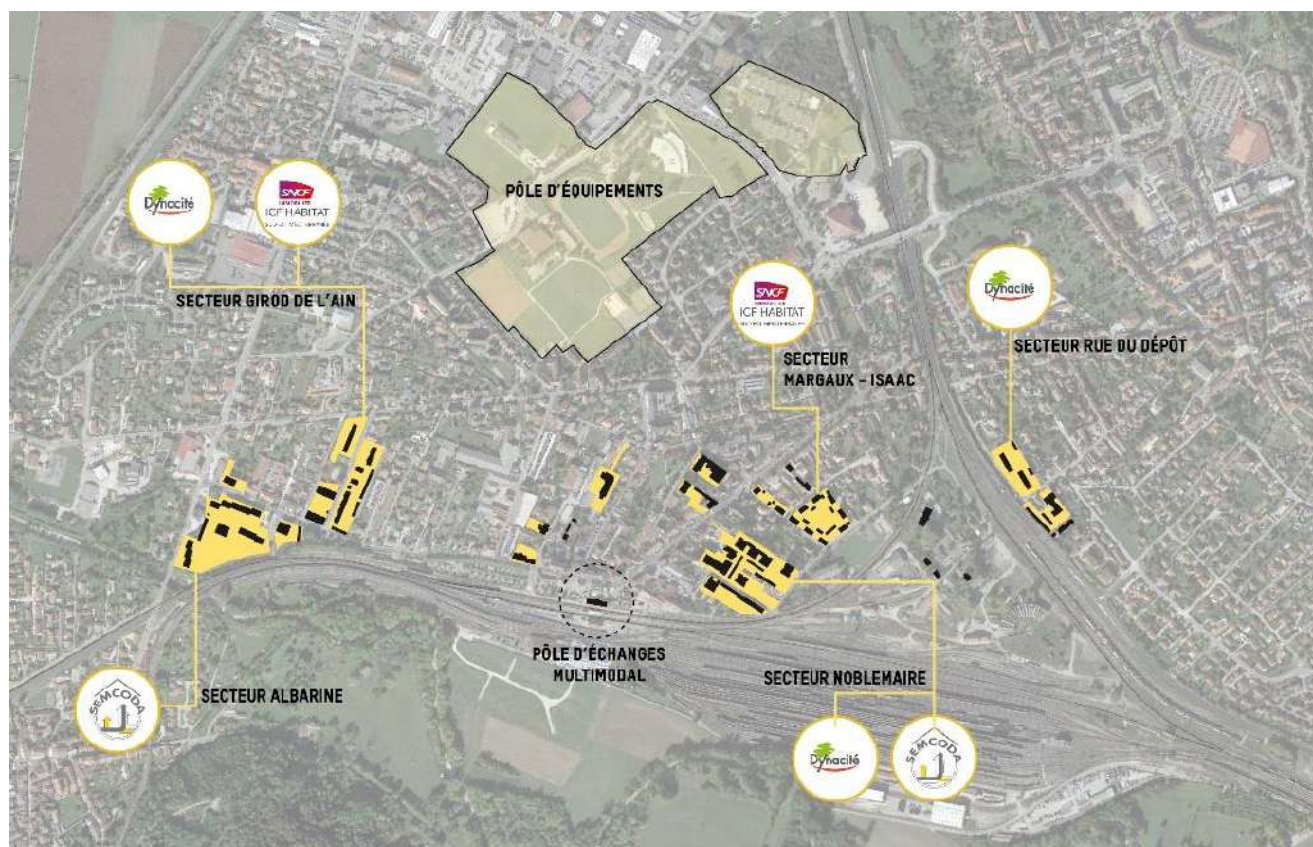 PÔLE D'ÉQUIPEMENTS
Dynacité
SNCF
IMMOBILIER
ICF HABITAT
SECTEUR GIROD DE L'AIN
Dynacité
SECTEUR RUE DU DÉPÔT
SNCF
ICF HABITAT
SECTEUR
MARGAUX - ISAAC
PÔLE D'ÉCHANGES
MULTIMODAL
SECTEUR ALBARINE
SEMCODA
SECTEUR NOBLEMAIRE
Dynacité
SEMCODA